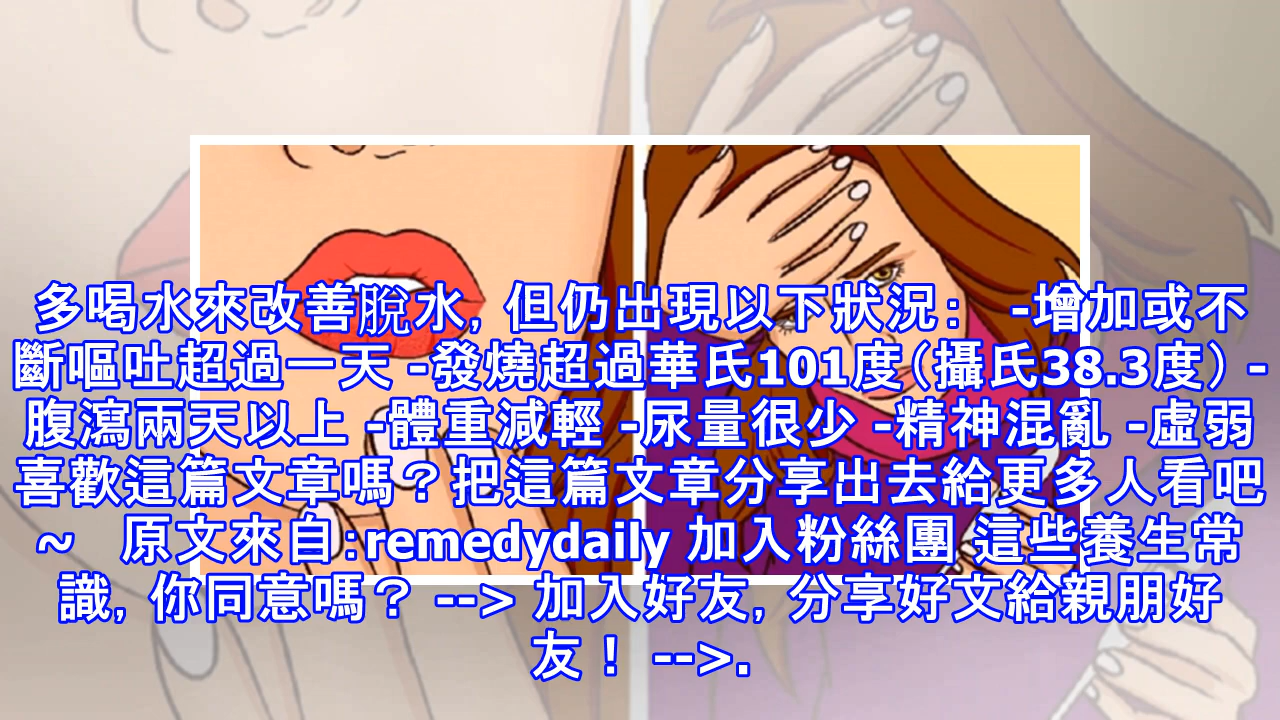 多喝水來改善脫水, 但仍出現以下狀況： -增加或不
斷嘔吐超過一天 -發燒超過華氏101度（攝氏38.3度） -
腹瀉兩天以上 -體重減輕 -尿量很少 -精神混亂 -虛弱
喜歡這篇文章嗎？把這篇文章分享出去給更多人看吧
~ 原文來自：remedydaily 加入粉絲團 這些養生常
識, 你同意嗎？ --> 加入好友, 分享好文給親朋好
友！ -->.